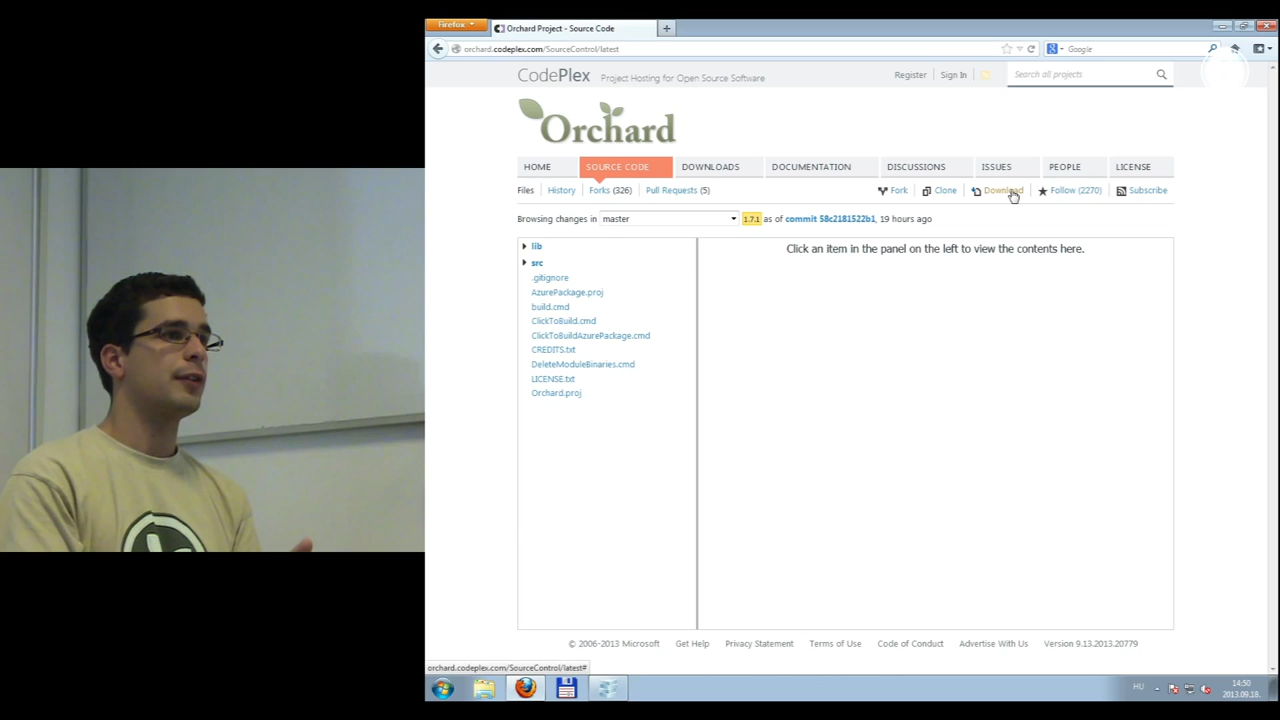 Firefox
Orchard Project - Source Code
orchard.codeplex.com/SourceControl/latest
Google
CodePlex Project Hosting for Open Source Software
Register Sign In
Search all projects
Orchard
HOME SOURCE CODE DOWNLOADS DOCUMENTATION DISCUSSIONS ISSUES PEOPLE LICENSE
Files History Forks (326) Pull Requests (5) Fork Clone Download Follow (2270) Subscribe
Browsing changes in master 1.7.1 as of commit 58c2181522b1, 19 hours ago
lib
src
.gitignore
AzurePackage.proj
build.cmd
ClickToBuild.cmd
ClickToBuildAzurePackage.cmd
CREDITS.txt
DeleteModuleBinaries.cmd
LICENSE.txt
Orchard.proj
Click an item in the panel on the left to view the contents here.
© 2006-2013 Microsoft Get Help Privacy Statement Terms of Use Code of Conduct Advertise With Us Version 9.13.2013.20779
orchard.codeplex.com/SourceControl/latest#
HU
14:50
2013.09.18.